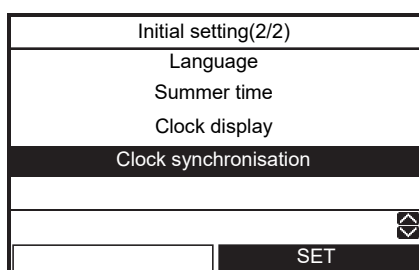 Initial setting(2/2)
Language
Summer time
Clock display
Clock synchronisation
SET